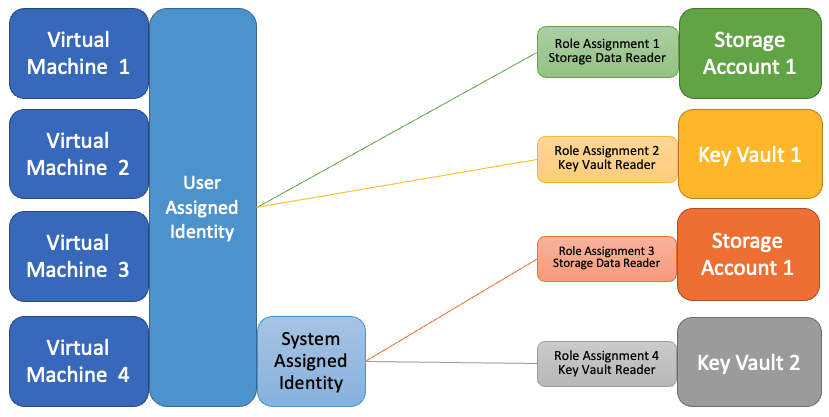 Virtual
Machine 1
Virtual
Machine 2
Virtual
Machine 3
Virtual
Machine 4
User
Assigned
Identity
System
Assigned
Identity
Role Assignment 1
Storage Data Reader
Storage
Account 1
Role Assignment 2
Key Vault Reader
Key Vault 1
Role Assignment 3
Storage Data Reader
Storage
Account 1
Role Assignment 4
Key Vault Reader
Key Vault 2